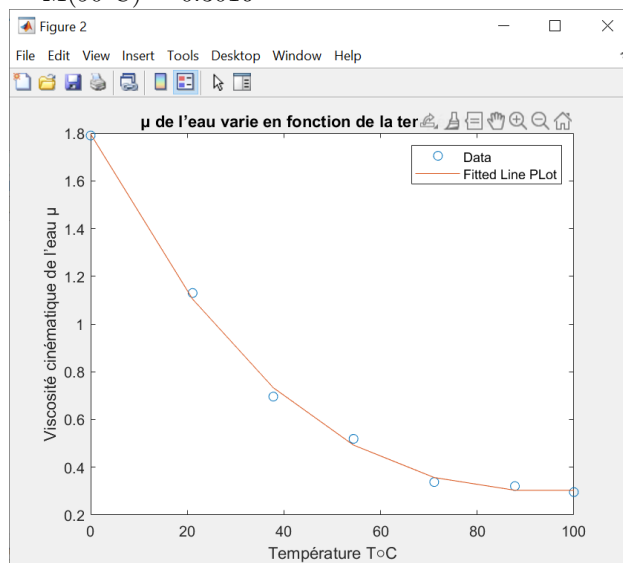 Figure 2
File Edit View Insert Tools Desktop Window Help
µ de l'eau varie en fonction de la
1.8
1.6
1.4
1.2
1
0.8
0.6
0.4
0.2
Viscosité cinématique de l'eau µ
Data
Fitted Line PLot
0 20 40 60 80 100
Température T○C